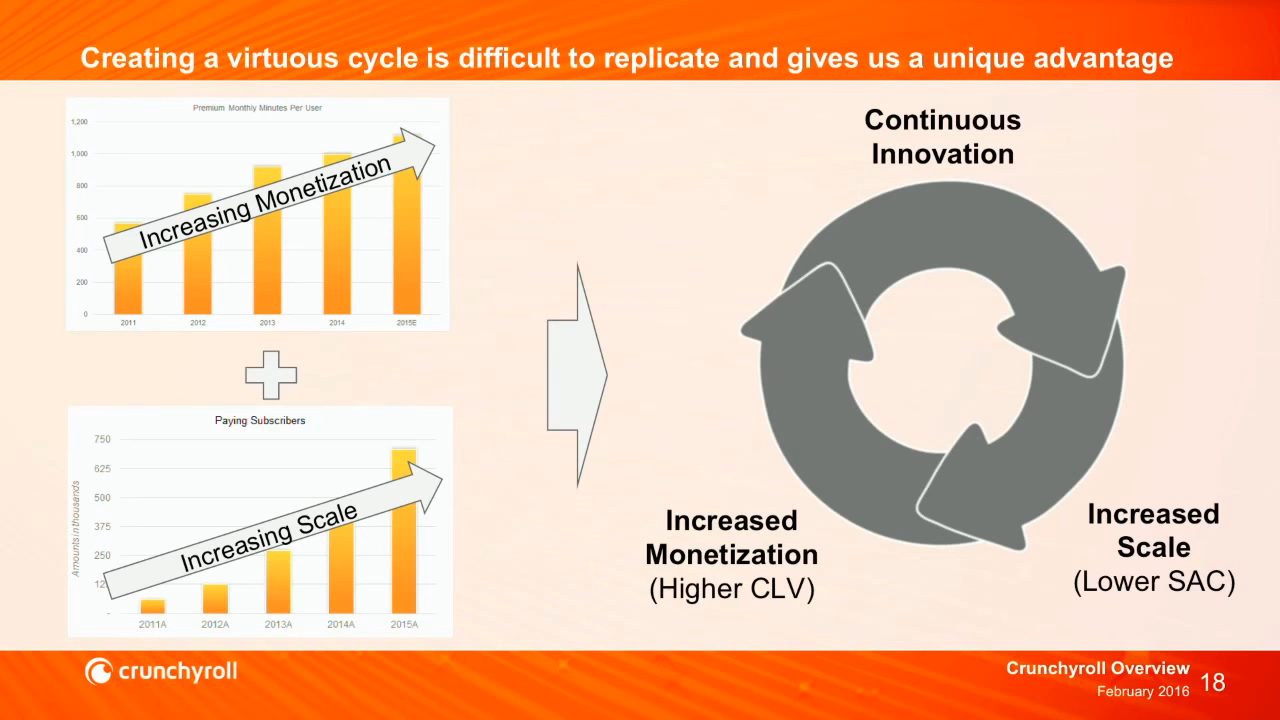 Creating a virtuous cycle is difficult to replicate and gives us a unique advantage
Premium Monthly Minutes Per User
1,200
1,000
800
600
400
200
0
2011 2012 2013 2014 2015E
Increasing Monetization
Paying Subscribers
Amounts in thousands
750
625
500
375
250
12
-
2011A 2012A 2013A 2014A 2015A
Increasing Scale
Continuous
Innovation
Increased
Scale
(Lower SAC)
Increased
Monetization
(Higher CLV)
crunchyroll
Crunchyroll Overview
February 2016
18